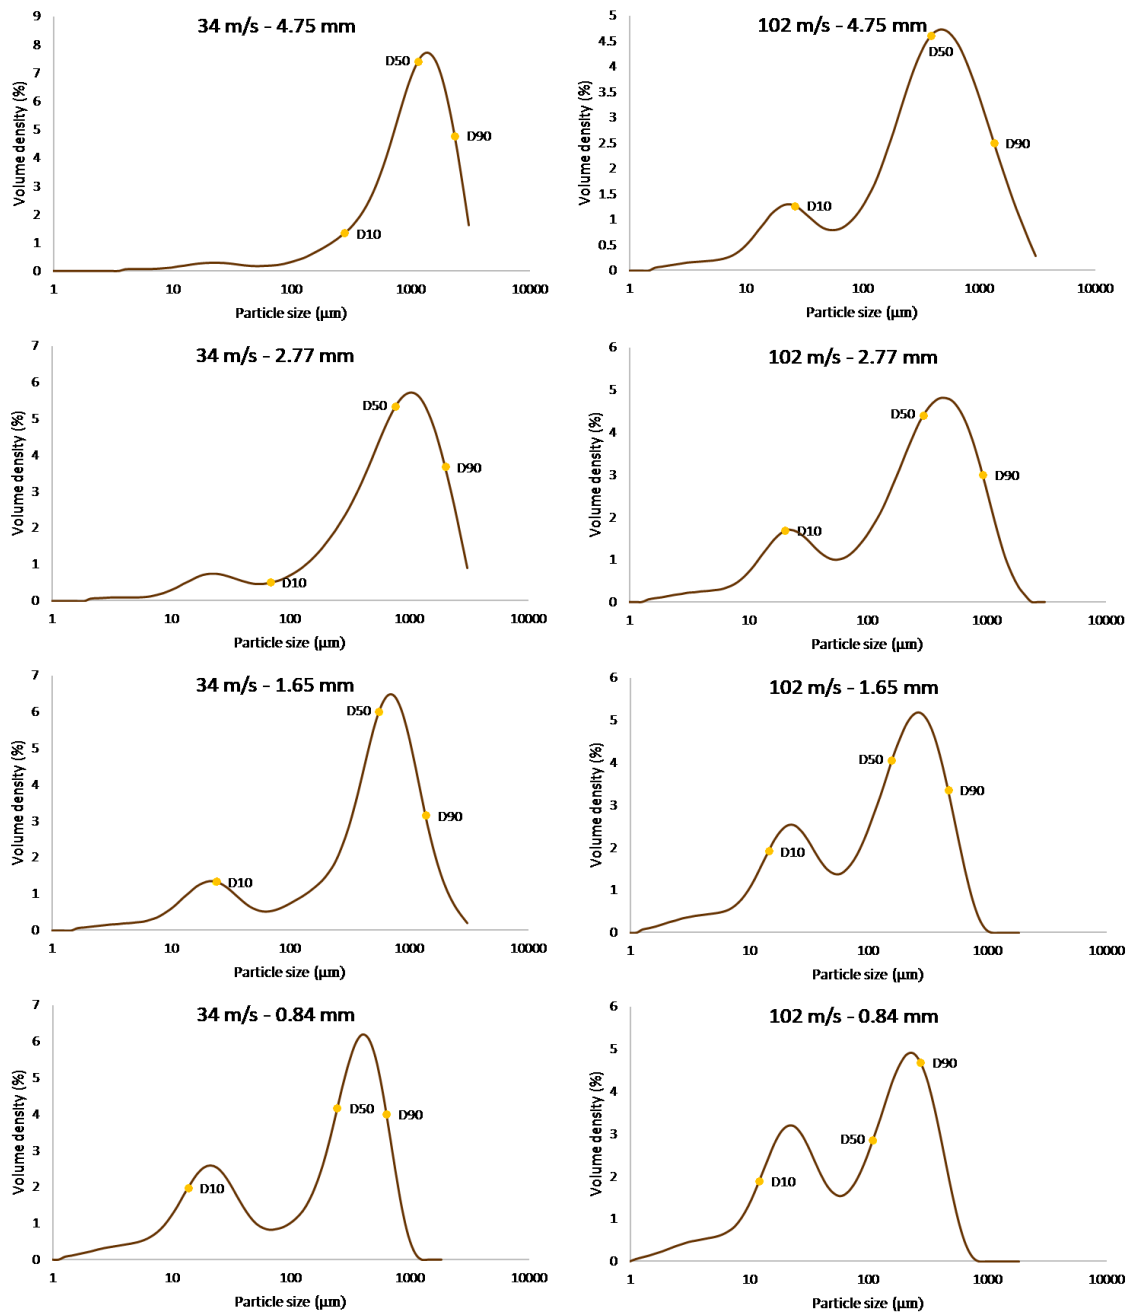 34 m/s - 4.75 mm
Volume density (%)
9
8
7
6
5
4
3
2
1
0
D50
D90
D10
1 10 100 1000 10000
Particle size (µm)
102 m/s - 4.75 mm
Volume density (%)
5
4.5
4
3.5
3
2.5
2
1.5
1
0.5
0
D50
D90
D10
1 10 100 1000 10000
Particle size (µm)
34 m/s - 2.77 mm
Volume density (%)
7
6
5
4
3
2
1
0
D50
D90
D10
1 10 100 1000 10000
Particle size (µm)
102 m/s - 2.77 mm
Volume density (%)
6
5
4
3
2
1
0
D50
D90
D10
1 10 100 1000 10000
Particle size (µm)
34 m/s - 1.65 mm
Volume density (%)
7
6
5
4
3
2
1
0
D50
D90
D10
1 10 100 1000 10000
Particle size (µm)
102 m/s - 1.65 mm
Volume density (%)
6
5
4
3
2
1
0
D50
D90
D10
1 10 100 1000 10000
Particle size (µm)
34 m/s - 0.84 mm
Volume density (%)
7
6
5
4
3
2
1
0
D50
D90
D10
1 10 100 1000 10000
Particle size (µm)
102 m/s - 0.84 mm
Volume density (%)
6
5
4
3
2
1
0
D90
D50
D10
1 10 100 1000 10000
Particle size (µm)